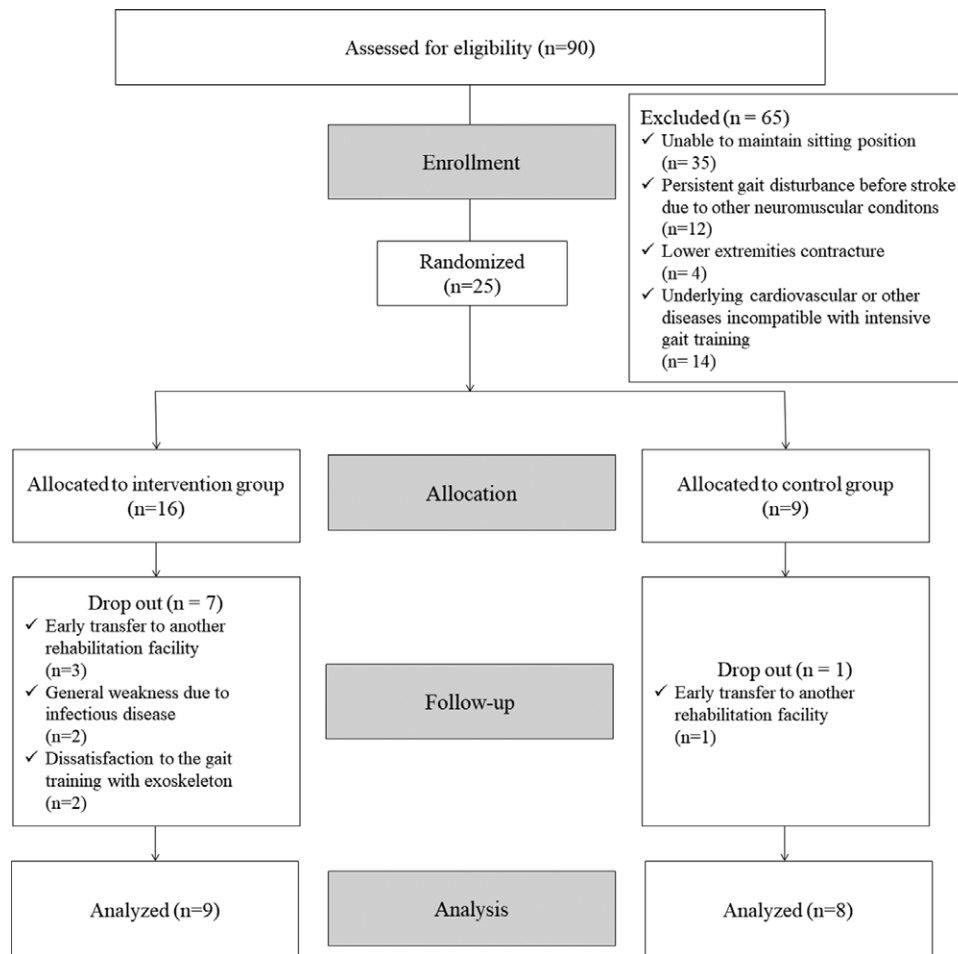 Assessed for eligibility (n=90)
Enrollment
Excluded (n = 65)
✓ Unable to maintain sitting position
(n= 35)
✓ Persistent gait disturbance before stroke
due to other neuromuscular conditons
(n=12)
✓ Lower extremities contracture
(n= 4)
✓ Underlying cardiovascular or other
diseases incompatible with intensive
gait training
(n= 14)
Randomized
(n=25)
Allocated to intervention group
(n=16)
Allocation
Allocated to control group
(n=9)
Drop out (n = 7)
✓ Early transfer to another
rehabilitation facility
(n=3)
✓ General weakness due to
infectious disease
(n=2)
✓ Dissatisfaction to the gait
training with exoskeleton
(n=2)
Follow-up
Drop out (n = 1)
✓ Early transfer to another
rehabilitation facility
(n=1)
Analyzed (n=9)
Analysis
Analyzed (n=8)